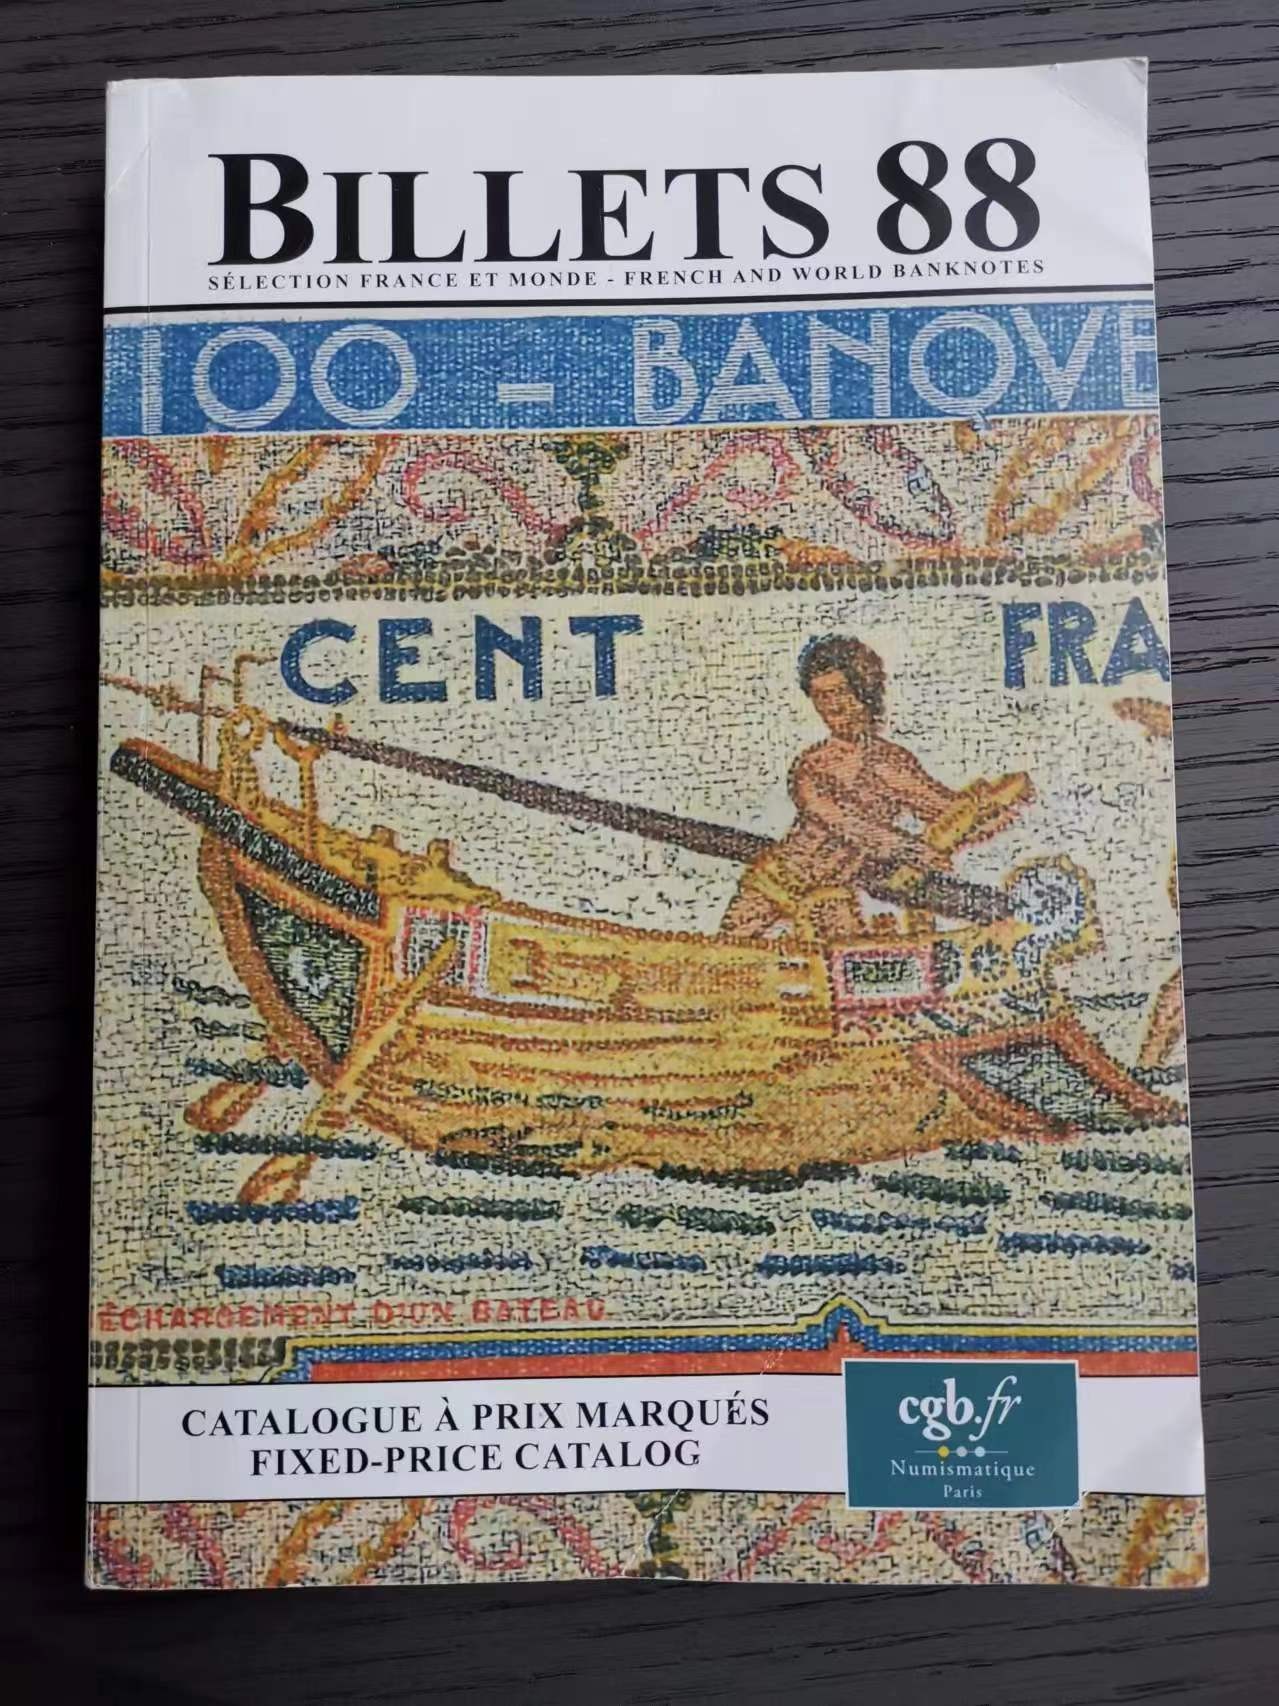 BILLETS 88
SÉLECTION FRANCE ET MONDE - FRENCH AND WORLD BANKNOTES
100 - BANQVE
CENT FRA
ÉCHARGEMENT D'UN BATEAU
CATALOGUE À PRIX MARQUÉS
FIXED-PRICE CATALOG
cgb.fr
Numismatique
Paris